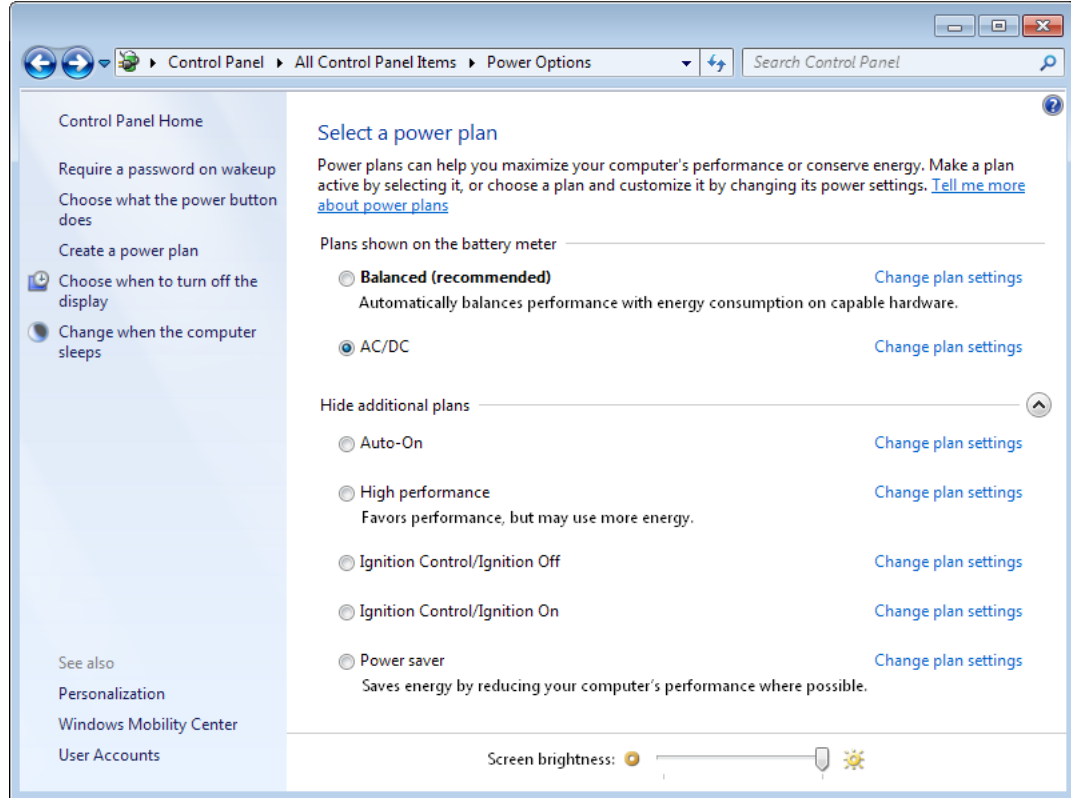 Control Panel All Control Panel Items Power Options
Search Control Panel
Control Panel Home
Require a password on wakeup
Choose what the power button
does
Create a power plan
Choose when to turn off the
display
Change when the computer
sleeps
See also
Personalization
Windows Mobility Center
User Accounts
Select a power plan
Power plans can help you maximize your computer's performance or conserve energy. Make a plan
active by selecting it, or choose a plan and customize it by changing its power settings. Tell me more
about power plans
Plans shown on the battery meter
Balanced (recommended) Change plan settings
Automatically balances performance with energy consumption on capable hardware.
AC/DC Change plan settings
Hide additional plans
Auto-On Change plan settings
High performance Change plan settings
Favors performance, but may use more energy.
Ignition Control/Ignition Off Change plan settings
Ignition Control/Ignition On Change plan settings
Power saver Change plan settings
Saves energy by reducing your computer's performance where possible.
Screen brightness: